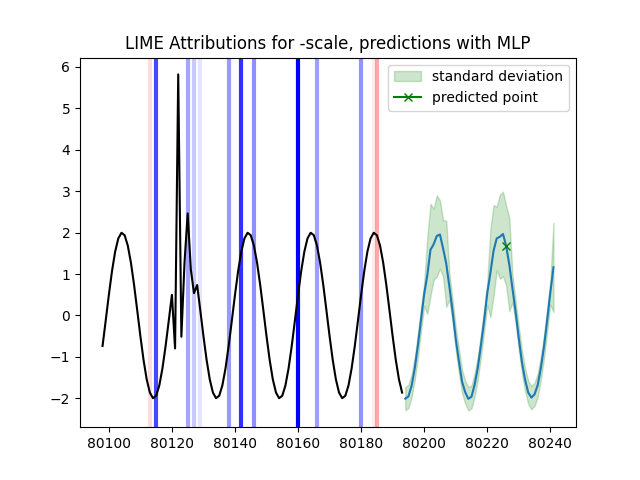 LIME Attributions for -scale, predictions with MLP
standard deviation
predicted point
6
5
4
3
2
1
0
−1
−2
80100 80120 80140 80160 80180 80200 80220 80240